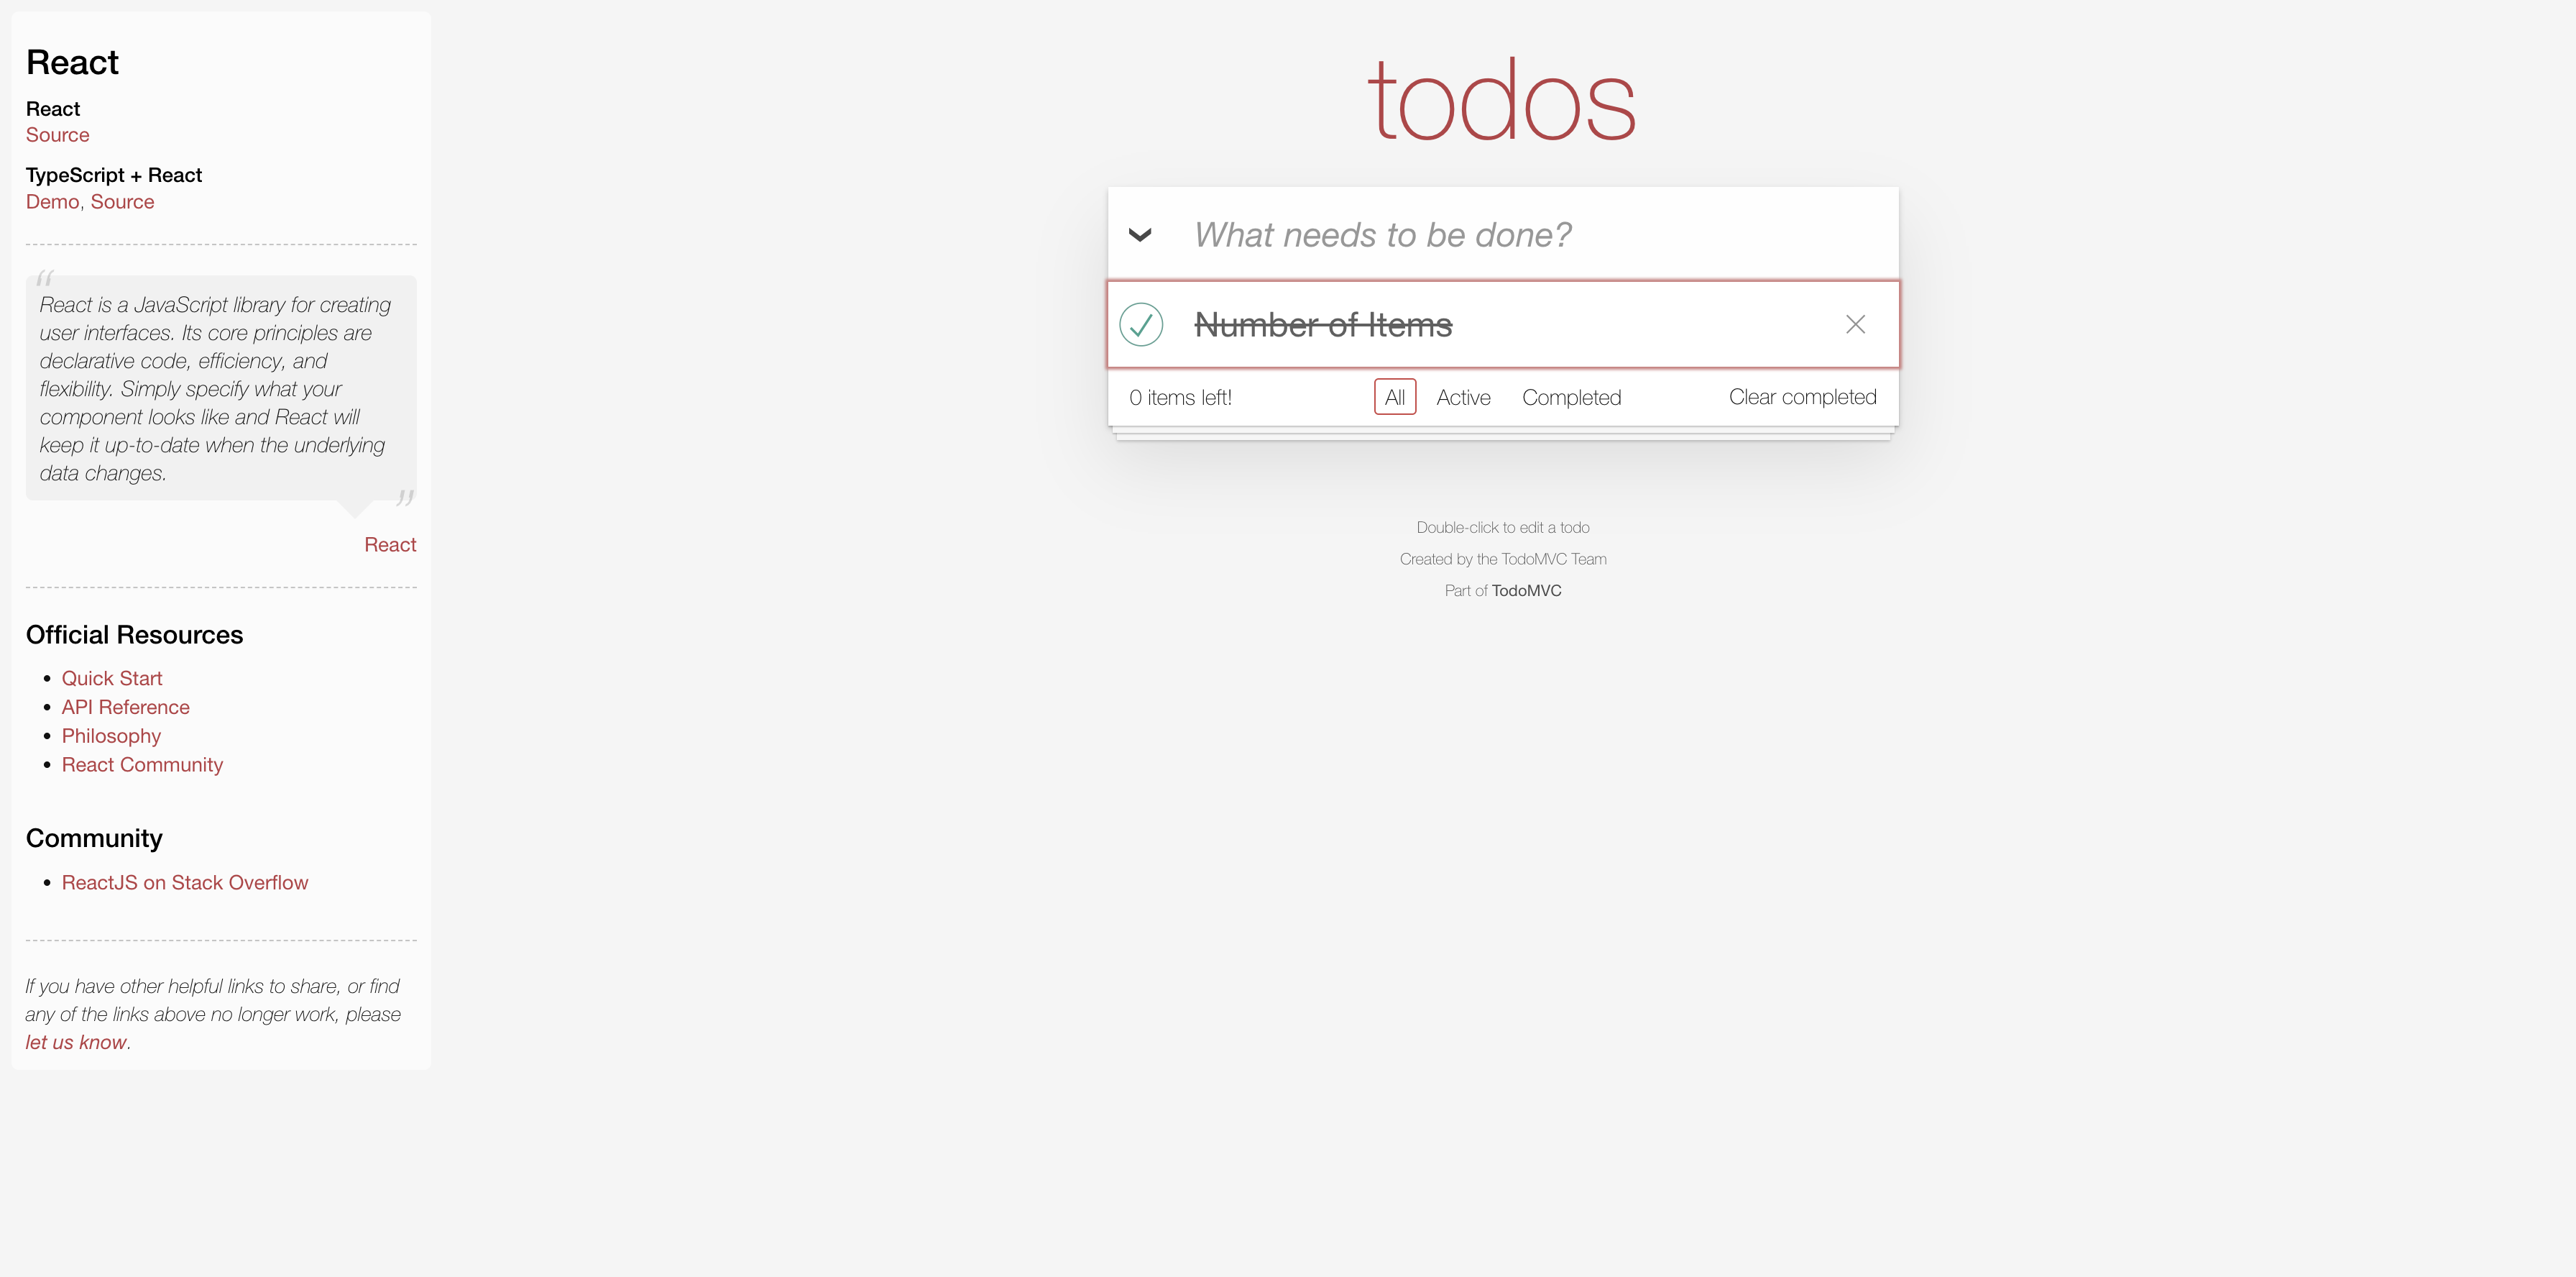 React
React
Source
TypeScript + React
Demo, Source
“
React is a JavaScript library for creating
user interfaces. Its core principles are
declarative code, efficiency, and
flexibility. Simply specify what your
component looks like and React will
keep it up-to-date when the underlying
data changes.
”
React
Official Resources
• Quick Start
• API Reference
• Philosophy
• React Community
Community
• ReactJS on Stack Overflow
If you have other helpful links to share, or find
any of the links above no longer work, please
let us know.
todos
What needs to be done?
Number of Items
0 items left!
All
Active
Completed
Clear completed
Double-click to edit a todo
Created by the TodoMVC Team
Part of TodoMVC